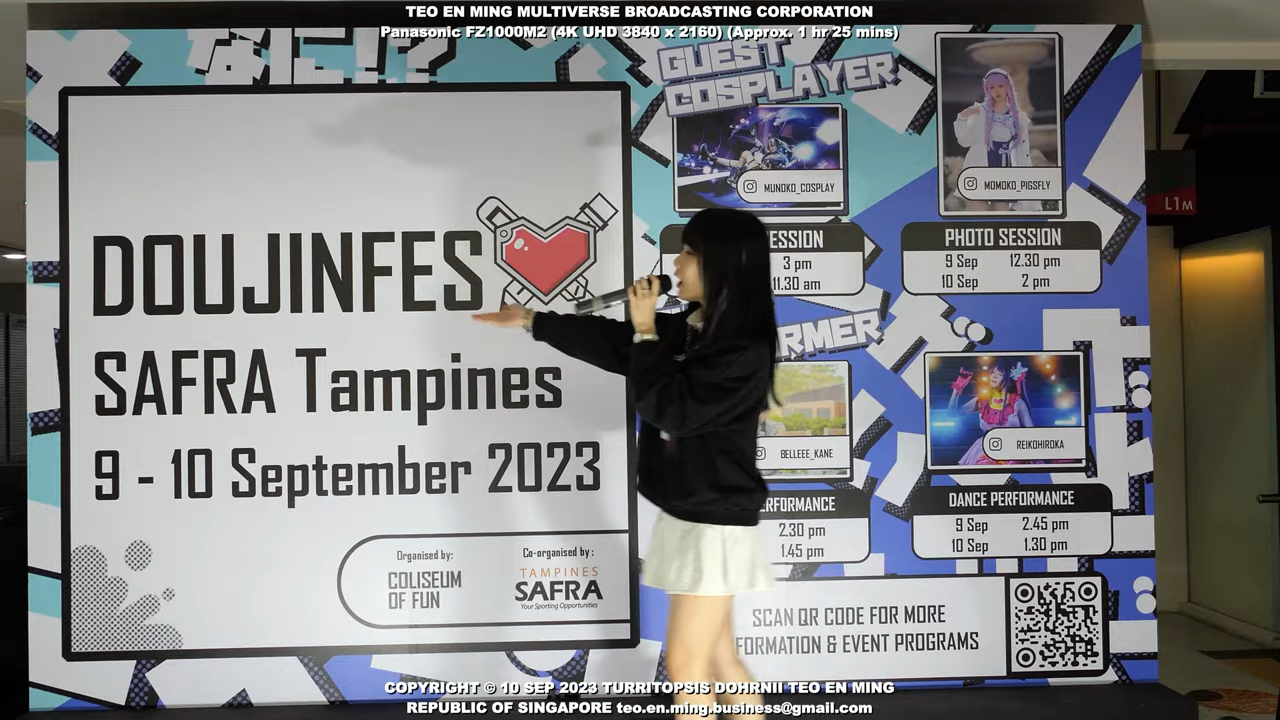 TEO EN MING MULTIVERSE BROADCASTING CORPORATION
Panasonic FZ1000M2 (4K UHD 3840 x 2160) (Approx. 1 hr 25 mins)
GUEST
COSPLAYER
MUNOKO_COSPLAY
MOMOKO_PIGSFLY
ESSION
3 pm
11.30 am
PHOTO SESSION
9 Sep 12.30 pm
10 Sep 2 pm
DOUJINFES
SAFRA Tampines
9 - 10 September 2023
Organised by:
COLISEUM
OF FUN
Co-organised by :
TAMPINES
SAFRA
Your Sporting Opportunities
RMER
BELLEEE_KANE
REIKOHIROKA
ERFORMANCE
2.30 pm
1.45 pm
DANCE PERFORMANCE
9 Sep 2.45 pm
10 Sep 1.30 pm
SCAN QR CODE FOR MORE
FORMATION & EVENT PROGRAMS
L1M
COPYRIGHT © 10 SEP 2023 TURRITOPSIS DOHRNII TEO EN MING
REPUBLIC OF SINGAPORE teo.en.ming.business@gmail.com